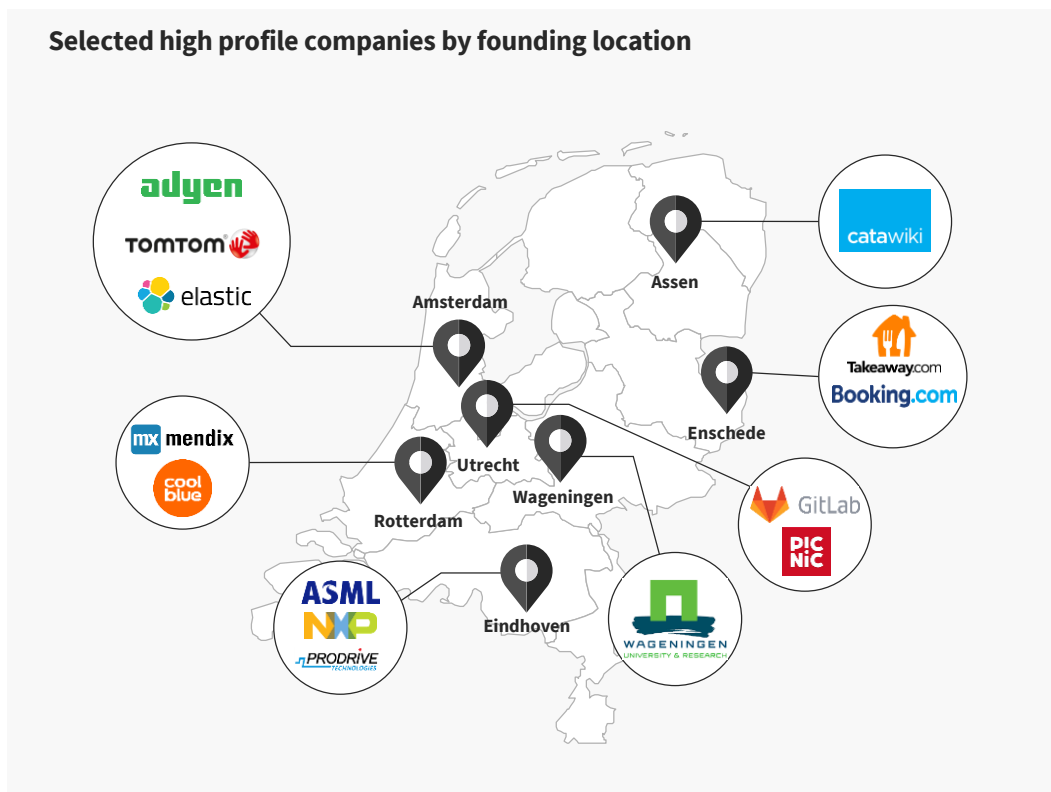 Selected high profile companies by founding location
adyen
TOMTOM
elastic
catawiki
Assen
Amsterdam
Takeaway.com
Booking.com
Enschede
mx mendix
cool
blue
Utrecht
Wageningen
Rotterdam
GitLab
PIC
NIC
ASML
NXP
PRODRIVE
TECHNOLOGIES
Eindhoven
WAGENINGEN
UNIVERSITY & RESEARCH